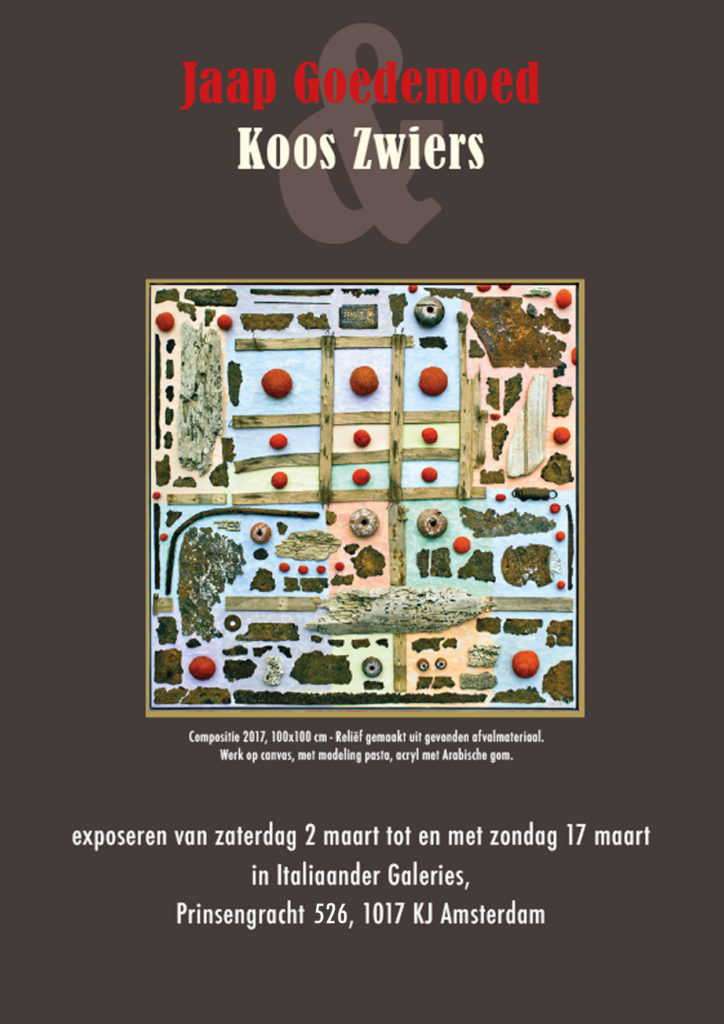 &
Jaap Goedemoed
Koos Zwiers
Compositie 2017, 100x100 cm - Reliëf gemaakt uit gevonden afvalmateriaal.
Werk op canvas, met modeling pasta, acryl met Arabische gom.
exposeren van zaterdag 2 maart tot en met zondag 17 maart
in Italiaander Galeries,
Prinsengracht 526, 1017 KJ Amsterdam